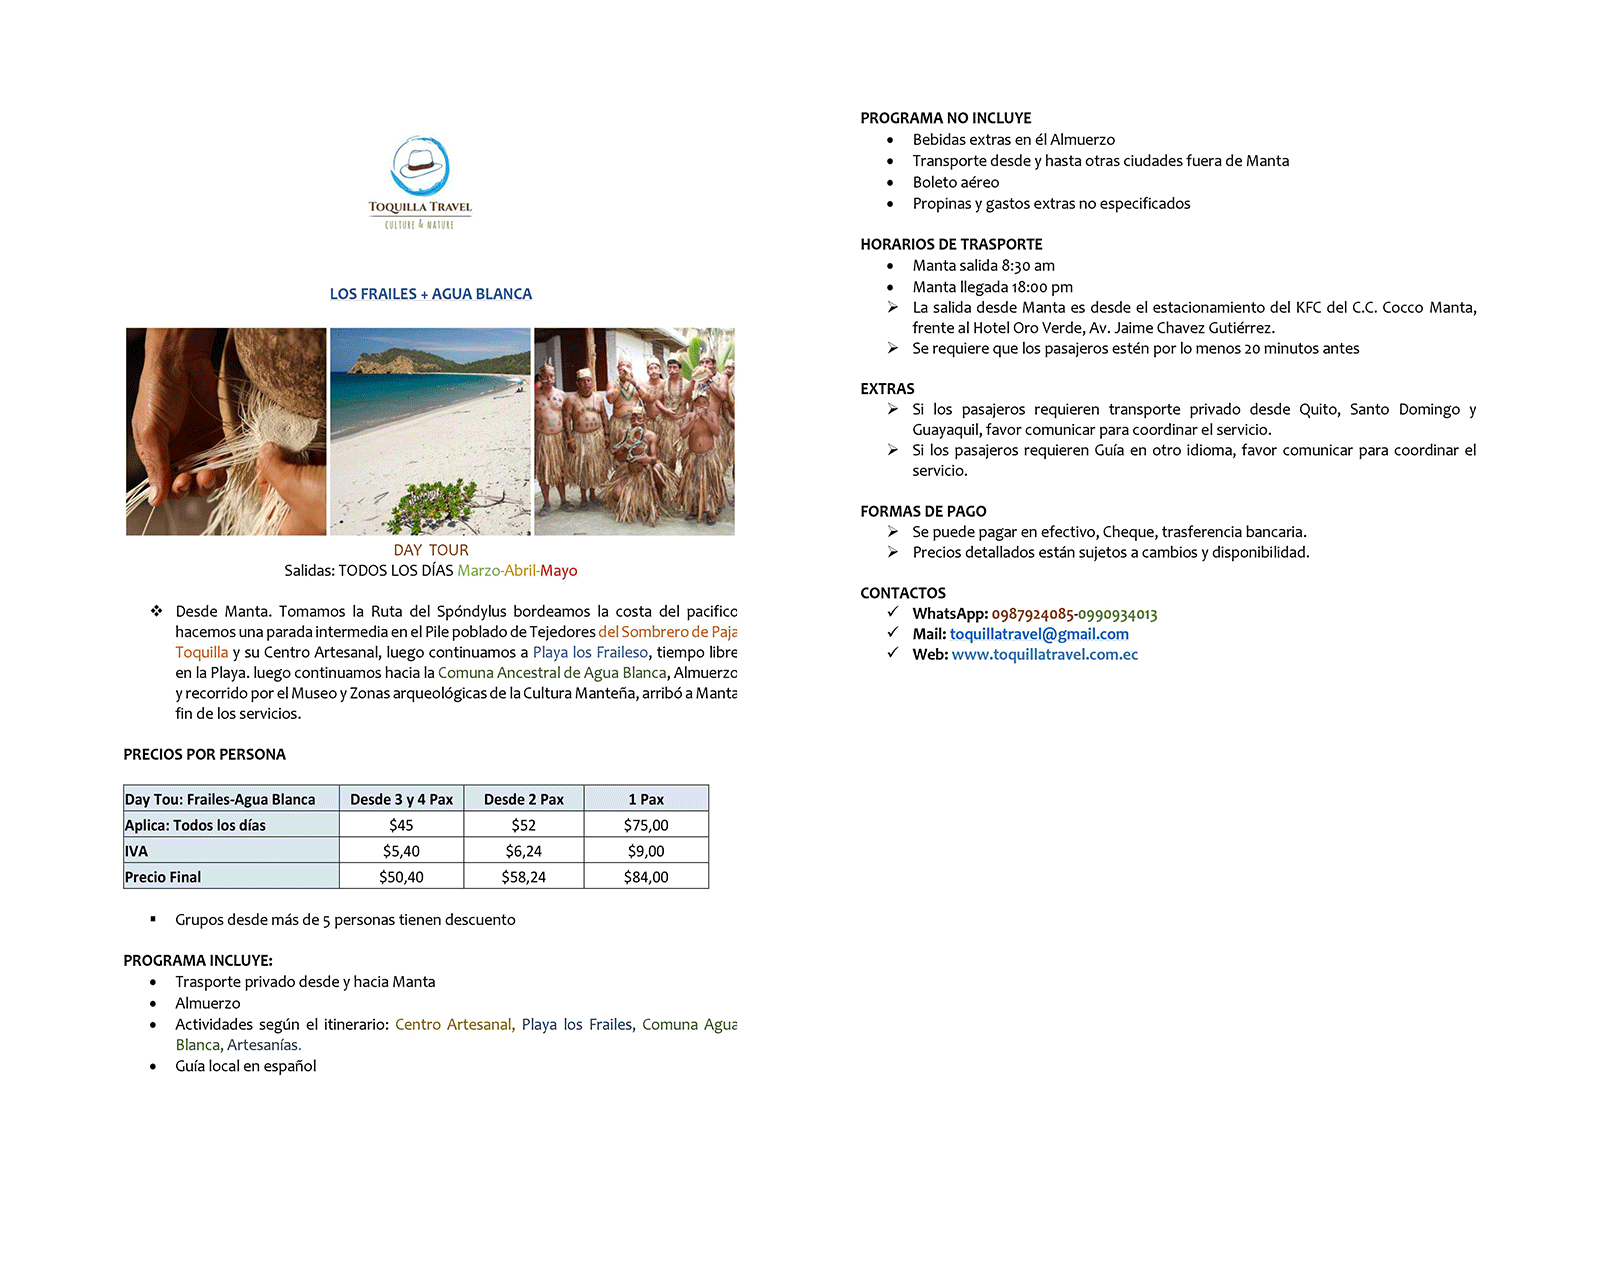 TOQUILLA TRAVEL
CULTURE & NATURE
LOS FRAILES + AGUA BLANCA
DAY TOUR
Salidas: TODOS LOS DÍAS Marzo-Abril-Mayo
❖ Desde Manta. Tomamos la Ruta del Spóndylus bordeamos la costa del pacifico
hacemos una parada intermedia en el Pile poblado de Tejedores del Sombrero de Paja
Toquilla y su Centro Artesanal, luego continuamos a Playa los Fraileso, tiempo libre
en la Playa. luego continuamos hacia la Comuna Ancestral de Agua Blanca, Almuerzo
y recorrido por el Museo y Zonas arqueológicas de la Cultura Manteña, arribó a Manta
fin de los servicios.
PRECIOS POR PERSONA
Day Tou: Frailes-Agua Blanca Desde 3 y 4 Pax Desde 2 Pax 1 Pax
Aplica: Todos los días $45 $52 $75,00
IVA $5,40 $6,24 $9,00
Precio Final $50,40 $58,24 $84,00
▪ Grupos desde más de 5 personas tienen descuento
PROGRAMA INCLUYE:
• Trasporte privado desde y hacia Manta
• Almuerzo
• Actividades según el itinerario: Centro Artesanal, Playa los Frailes, Comuna Agua
Blanca, Artesanías.
• Guía local en español
PROGRAMA NO INCLUYE
• Bebidas extras en él Almuerzo
• Transporte desde y hasta otras ciudades fuera de Manta
• Boleto aéreo
• Propinas y gastos extras no especificados
HORARIOS DE TRASPORTE
• Manta salida 8:30 am
• Manta llegada 18:00 pm
➢ La salida desde Manta es desde el estacionamiento del KFC del C.C. Cocco Manta,
frente al Hotel Oro Verde, Av. Jaime Chavez Gutiérrez.
➢ Se requiere que los pasajeros estén por lo menos 20 minutos antes
EXTRAS
➢ Si los pasajeros requieren transporte privado desde Quito, Santo Domingo y
Guayaquil, favor comunicar para coordinar el servicio.
➢ Si los pasajeros requieren Guía en otro idioma, favor comunicar para coordinar el
servicio.
FORMAS DE PAGO
➢ Se puede pagar en efectivo, Cheque, trasferencia bancaria.
➢ Precios detallados están sujetos a cambios y disponibilidad.
CONTACTOS
✓ WhatsApp: 0987924085-0990934013
✓ Mail: toquillatravel@gmail.com
✓ Web: www.toquillatravel.com.ec